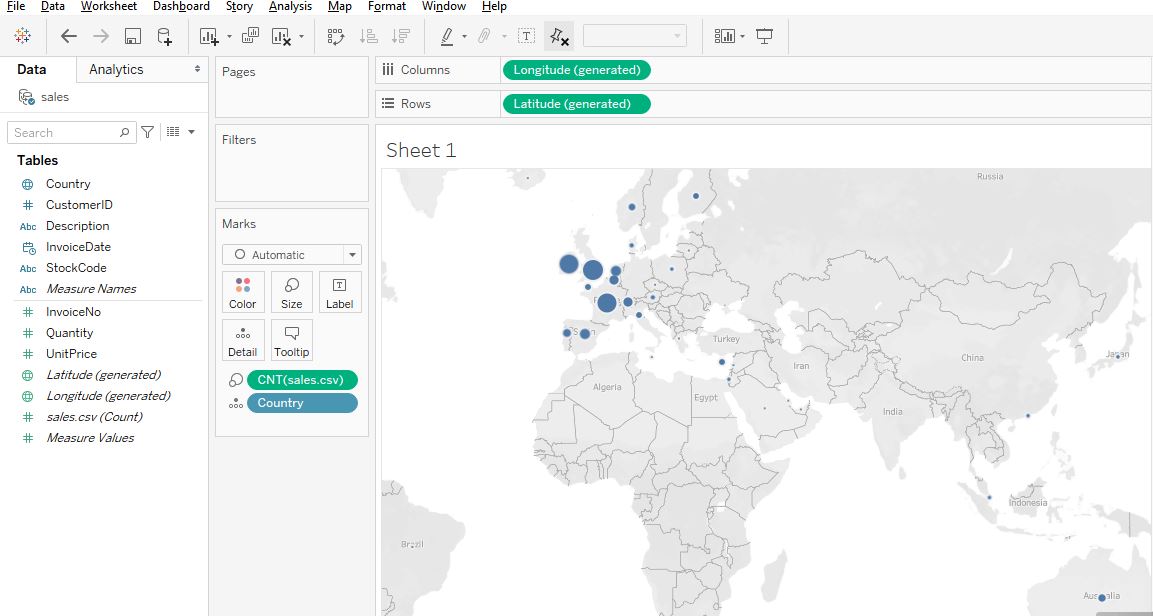 File Data Worksheet Dashboard Story Analysis Map Format Window Help
Data Analytics
sales
Search
Tables
Country
CustomerID
Abc Description
InvoiceDate
Abc StockCode
Abc Measure Names
InvoiceNo
Quantity
UnitPrice
Latitude (generated)
Longitude (generated)
sales.csv (Count)
Measure Values
Pages
Filters
Marks
Automatic
Color Size Label
Detail Tooltip
CNT(sales.csv)
Country
Columns Longitude (generated)
Rows Latitude (generated)
Sheet 1
Russia
Turkey
China
Japan
Iran
Algeria
Egypt
India
Indonesia
Brazil